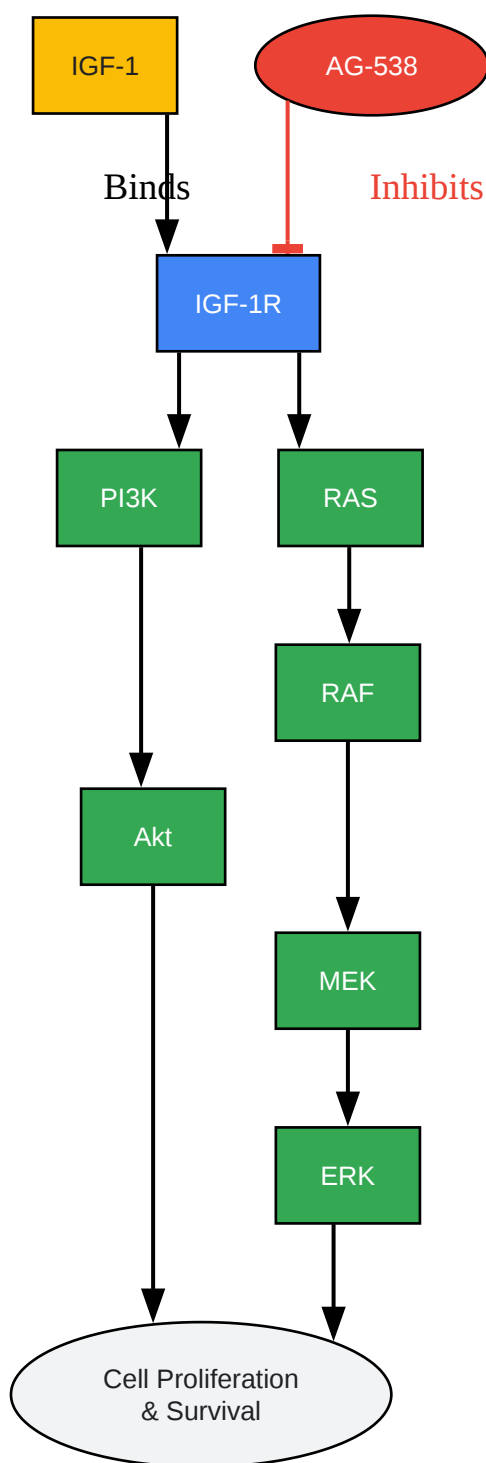 IGF-1
AG-538
Binds
Inhibits
IGF-1R
PI3K
RAS
RAF
Akt
MEK
ERK
Cell Proliferation
& Survival